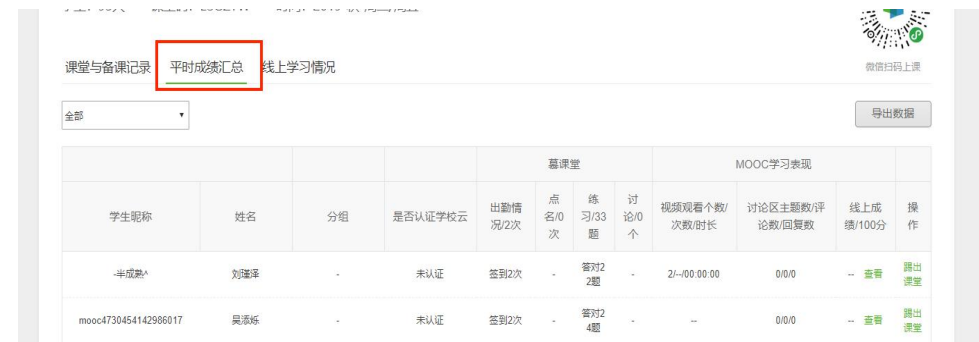 课堂与备课记录 平时成绩汇总 线上学习情况
微信扫码上课
全部
导出数据
慕课堂 MOOC学习表现
学生昵称 姓名 分组 是否认证学校云 出勤情况/2次 点名/0次 练习/33题 讨论/0个 视频观看个数/次数/时长 讨论区主题数/评论数/回复数 线上成绩/100分 操作
-半成熟^ 刘瑾泽 - 未认证 签到2次 - 答对22题 - 2/--/00:00:00 0/0/0 -- 查看 踢出课堂
mooc4730454142986017 吴添烁 - 未认证 签到2次 - 答对24题 - -- 0/0/0 -- 查看 踢出课堂